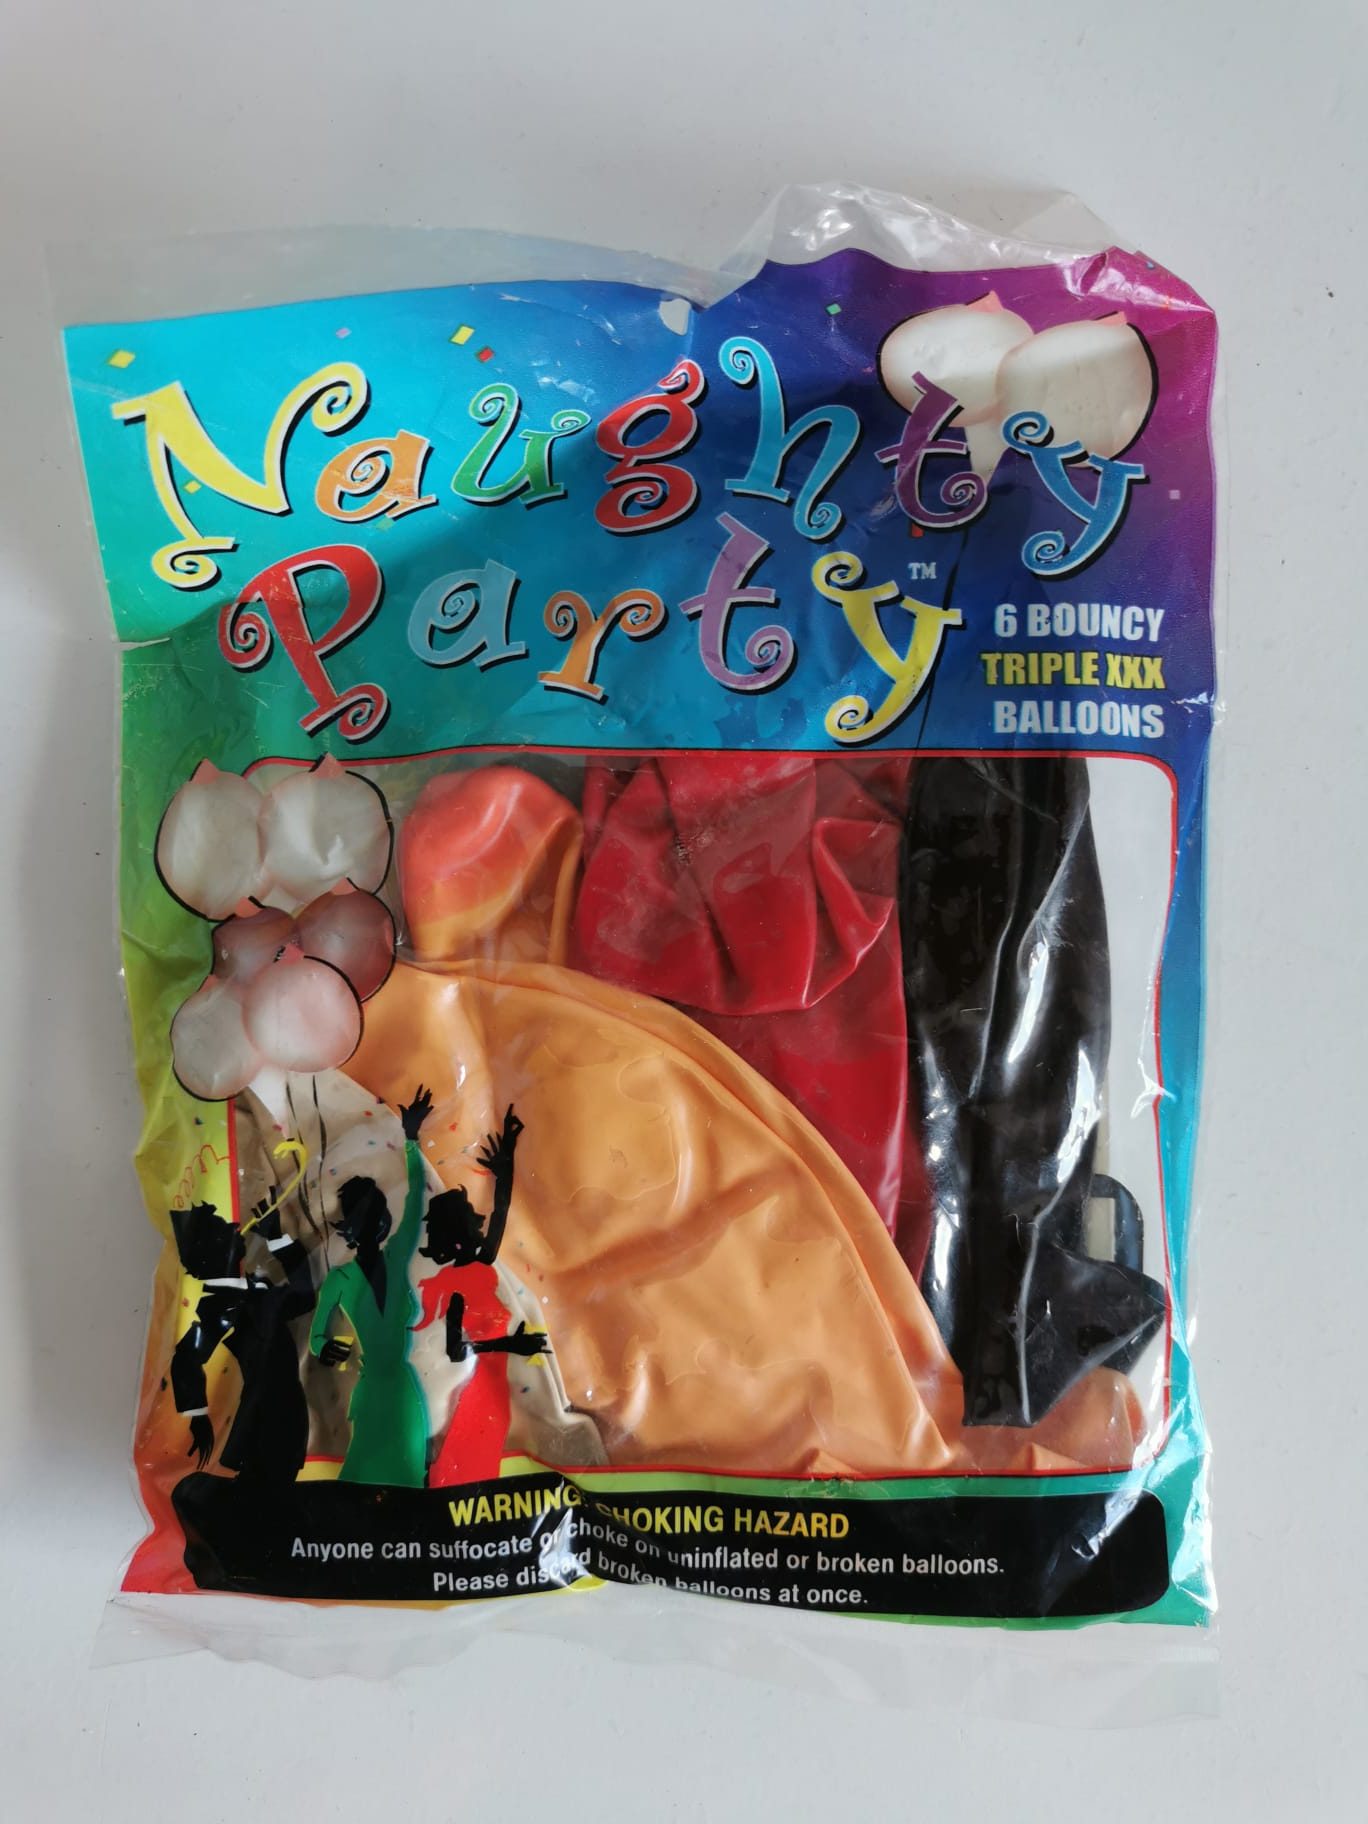 Naughty
Party™
6 BOUNCY
TRIPLE XXX
BALLOONS
WARNING: CHOKING HAZARD
Anyone can suffocate or choke on uninflated or broken balloons.
Please discard broken balloons at once.